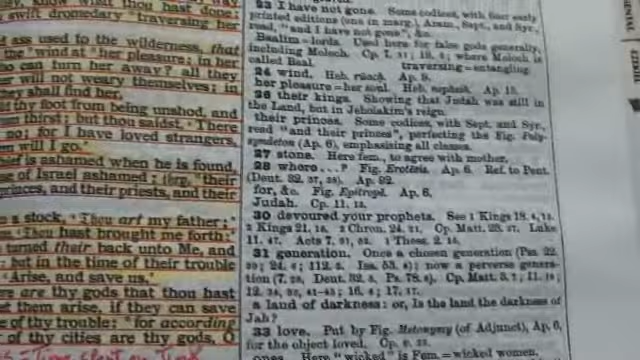 thou hast done:
swift dromedary traversing her
ass used to the wilderness, that
wind at her pleasure; in her
can turn her away? all they
will not weary themselves; in
shall find her.
thy foot from being unshod, and
thirst: but thou saidst, 'There
no; for I have loved strangers,
will I go.'
is ashamed when he is found,
of Israel ashamed; they, their
princes, and their priests, and their
a stock, 'Thou art my father;'
'Thou hast brought me forth:
turned their back unto Me, and
but in the time of their trouble
'Arise, and save us.'
are thy gods that thou hast
them arise, if they can save
of thy trouble: for according
of thy cities are thy gods, O
23 I have not gone. Some codices, with four early
printed editions (one in marg.), Aram., Sept., and Syr.,
read, "and I have not gone", &c.
Baalim=lords. Used here for false gods generally,
including Moloch. Cp. 7. 31; where Moloch is
called Baal. traversing=entangling.
24 wind. Heb. rūach. Ap. 9.
her pleasure=her soul. Heb. nephesh. Ap. 13.
26 their kings. Showing that Judah was still in
the Land, but in Jehoiakim's reign.
their princes. Some codices, with Sept. and Syr.,
read "and their princes", perfecting the Fig. Poly-
syndeton (Ap. 6), emphasising all classes.
27 stone. Here fem., to agree with mother.
28 where...? Fig. Erotēsis. Ap. 6. Ref. to Pent.
(Deut. 32. 37, 38). Ap. 92.
for, &c. Fig. Epitropē. Ap. 6.
Judah. Cp. 11. 13.
30 devoured your prophets. See 1 Kings 18. 4, 13.
2 Kings 21. 16. 2 Chron. 24. 21. Cp. Matt. 23. 37. Luke
11. 47. Acts 7. 51, 52. 1 Thess. 2. 15.
31 generation. Once a chosen generation (Pss. 22.
30; 24. 6; 112. 2. Isa. 53. 8); now a perverse genera-
tion (7. 29. Deut. 32. 5. Ps. 78. 8). Cp. Matt. 3. 7; 11. 16;
12. 34, 39, 41-45; 16. 4; 17. 17.
a land of darkness: or, Is the land the darkness of
Jah?
33 love. Put by Fig. Metonymy (of Adjunct), Ap. 6,
for the object loved.
ones. Here "wicked" is Fem.=wicked women.